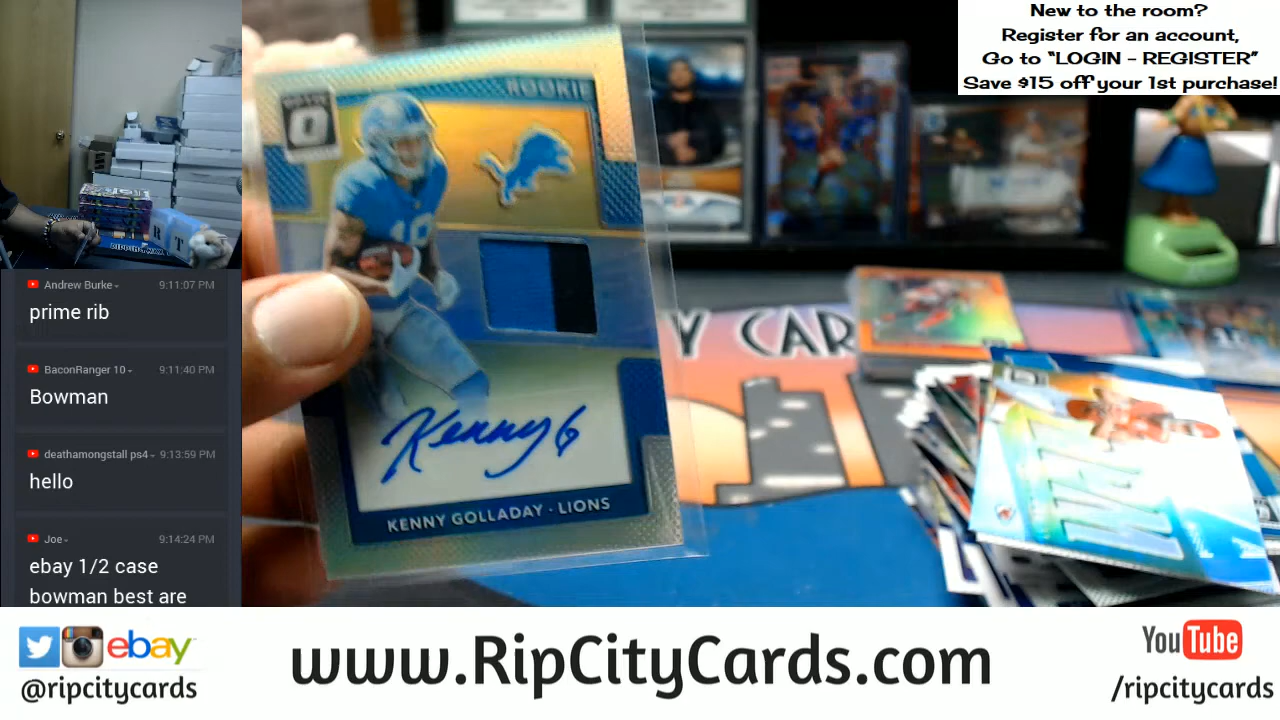 New to the room?
Register for an account,
Go to "LOGIN - REGISTER"
Save $15 off your 1st purchase!
ROOKIE
KENNY GOLLADAY · LIONS
Kenny G
Y CAR
Andrew Burke 9:11:07 PM
prime rib
BaconRanger 10 9:11:40 PM
Bowman
deathamongstall ps4 9:13:59 PM
hello
Joe 9:14:24 PM
ebay 1/2 case
bowman best are
ebay
@ripcitycards
www.RipCityCards.com
YouTube
/ripcitycards